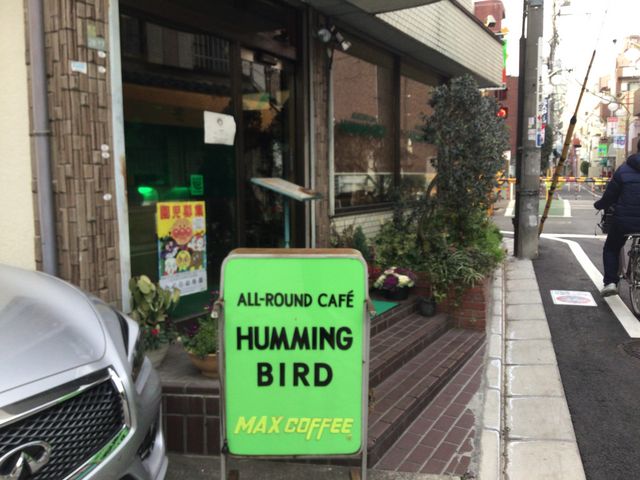 ALL-ROUND CAFÉ
HUMMING
BIRD
MAX COFFEE
園児募集